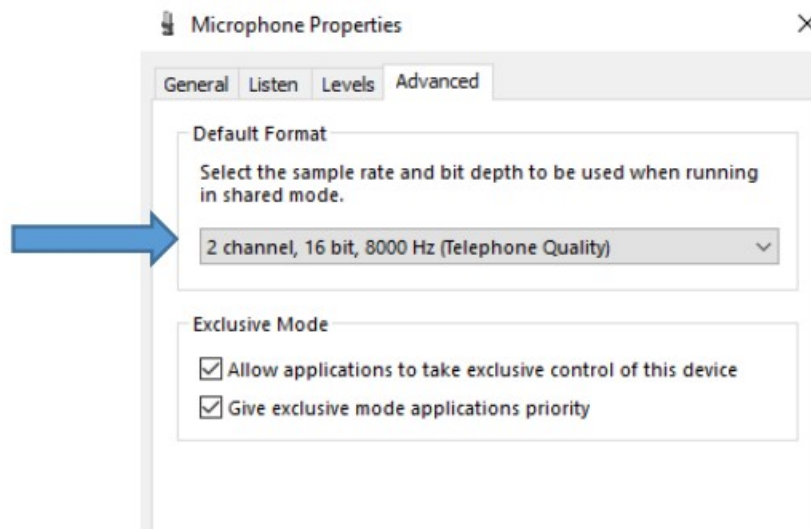 Microphone Properties
General Listen Levels Advanced
Default Format
Select the sample rate and bit depth to be used when running
in shared mode.
2 channel, 16 bit, 8000 Hz (Telephone Quality)
Exclusive Mode
Allow applications to take exclusive control of this device
Give exclusive mode applications priority